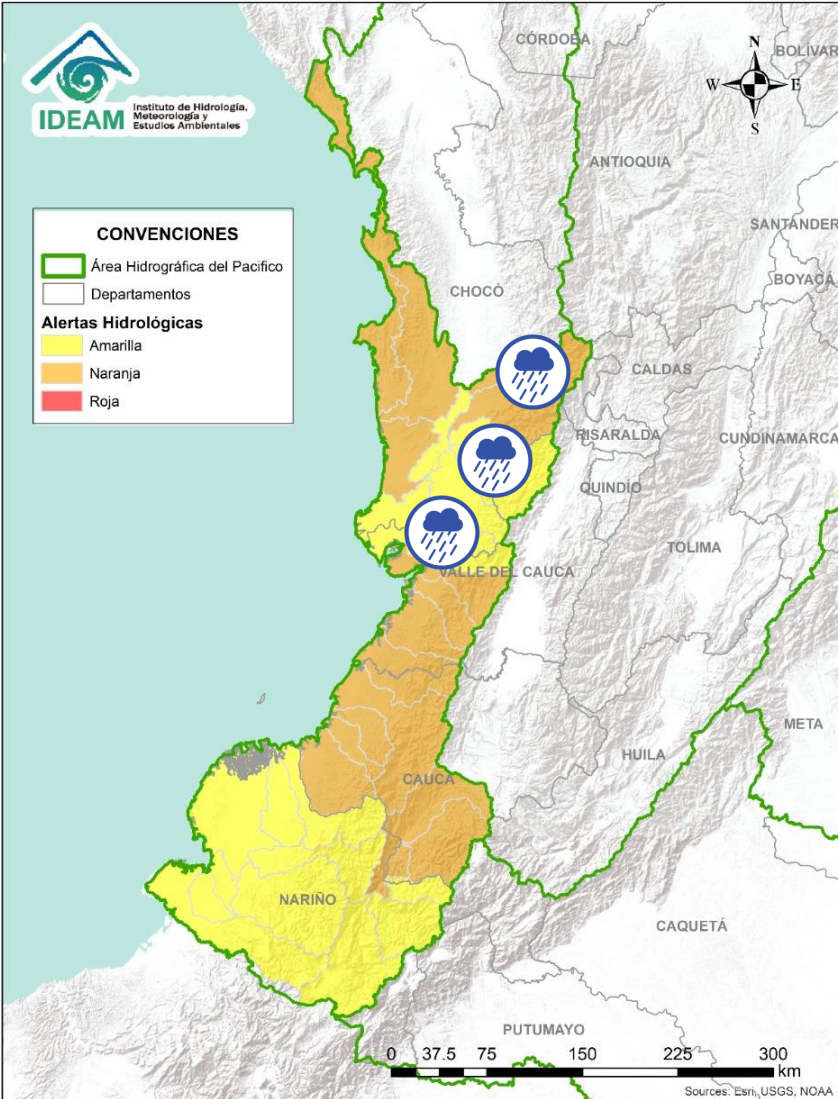 IDEAM
Instituto de Hidrología,
Meteorología y
Estudios Ambientales
N
W
E
S
CONVENCIONES
Área Hidrográfica del Pacifico
Departamentos
Alertas Hidrológicas
Amarilla
Naranja
Roja
CÓRDOBA
BOLÍVAR
ANTIOQUIA
SANTANDER
BOYACÁ
CHOCÓ
CALDAS
RISARALDA
CUNDINAMARCA
QUINDÍO
TOLIMA
VALLE DEL CAUCA
META
HUILA
CAUCA
NARIÑO
CAQUETÁ
PUTUMAYO
0 37.5 75 150 225 300
km
Sources: Esri, USGS, NOAA